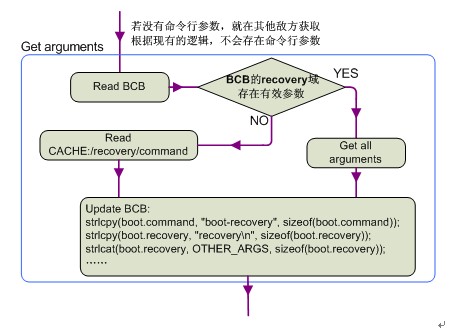 若没有命令行参数，就在其他敌方获取
根据现有的逻辑，不会存在命令行参数
Get arguments
Read BCB
BCB的recovery域
存在有效参数
YES
NO
Read
CACHE:/recovery/command
Get all
arguments
Update BCB:
strlcpy(boot.command, "boot-recovery", sizeof(boot.command));
strlcpy(boot.recovery, "recovery\n", sizeof(boot.recovery));
strlcat(boot.recovery, OTHER_ARGS, sizeof(boot.recovery));
……